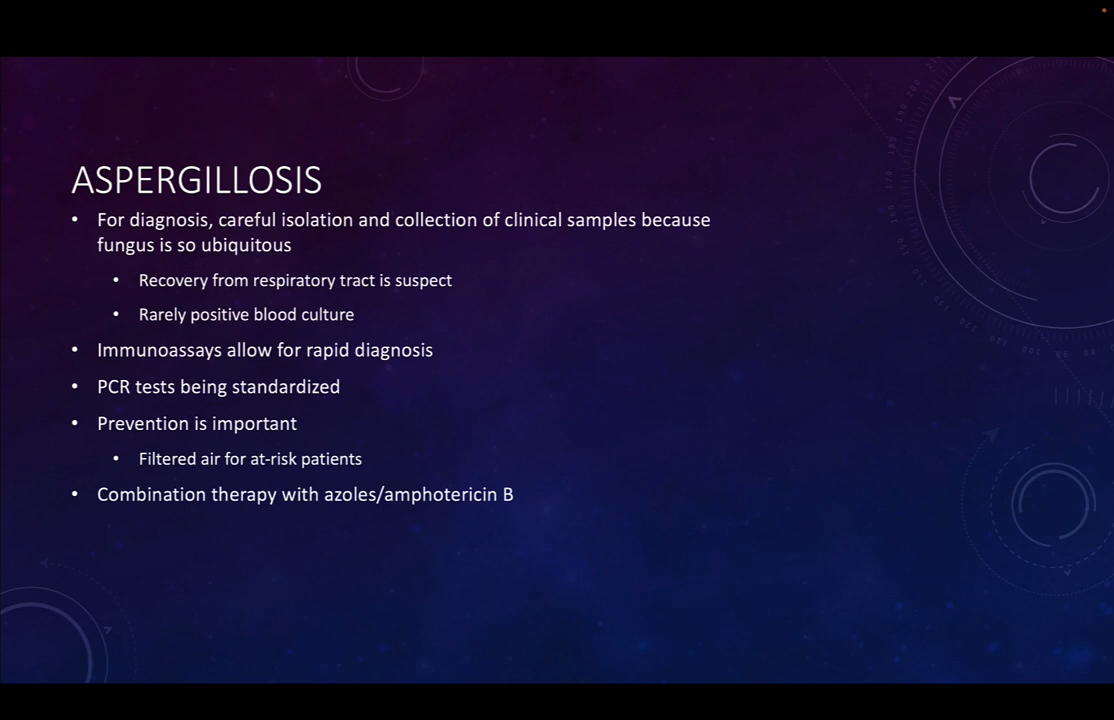 ASPERGILLOSIS
• For diagnosis, careful isolation and collection of clinical samples because
fungus is so ubiquitous
• Recovery from respiratory tract is suspect
• Rarely positive blood culture
• Immunoassays allow for rapid diagnosis
• PCR tests being standardized
• Prevention is important
• Filtered air for at-risk patients
• Combination therapy with azoles/amphotericin B